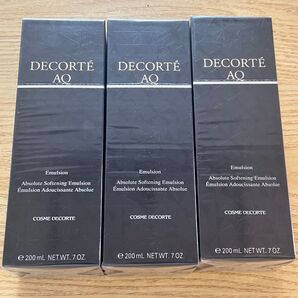 DECORTÉ
AQ
Emulsion
Absolute Softening Emulsion
Émulsion Adoucissante Absolue
COSME DECORTE
℮ 200 mL NET WT. 7 OZ.
DECORTÉ
AQ
Emulsion
Absolute Softening Emulsion
Émulsion Adoucissante Absolue
COSME DECORTE
℮ 200 mL NET WT. 7 OZ.
DECORTÉ
AQ
Emulsion
Absolute Softening Emulsion
Émulsion Adoucissante Absolue
COSME DECORTE
℮ 200 mL NET WT. 7 OZ.